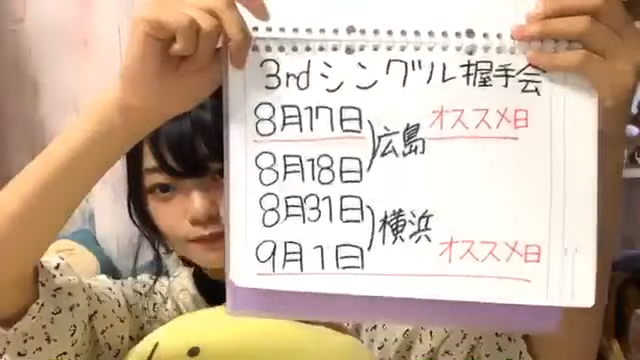 3rdシングル握手会
8月17日 オススメ日
広島
8月18日
8月31日
横浜
9月1日 オススメ日